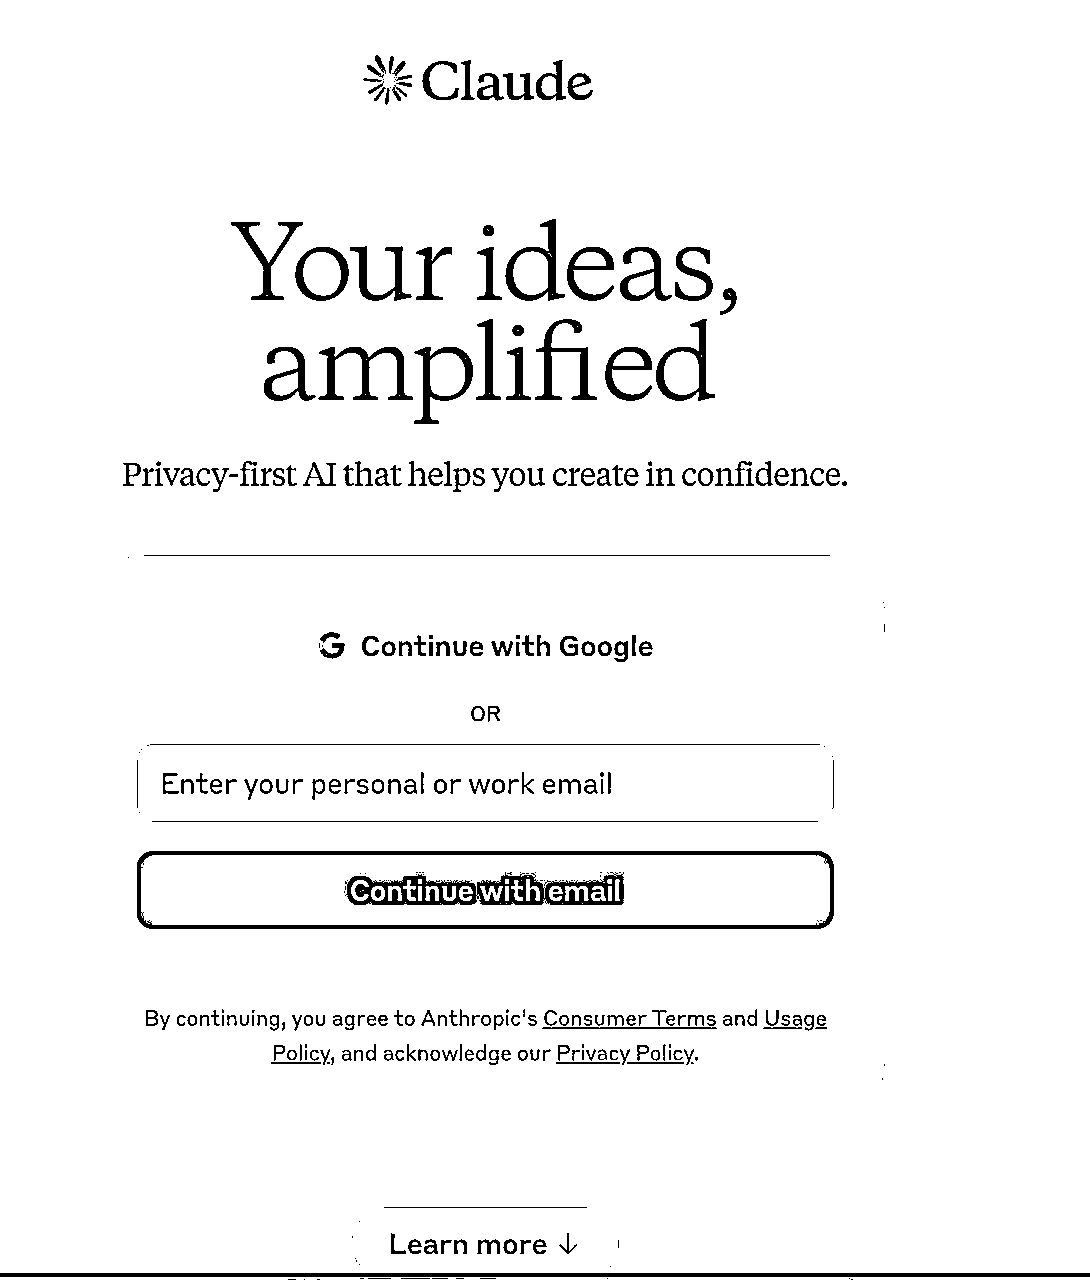 Claude
Your ideas,
amplified
Privacy-first AI that helps you create in confidence.
Continue with Google
OR
Enter your personal or work email
Continue with email
By continuing, you agree to Anthropic's Consumer Terms and Usage
Policy, and acknowledge our Privacy Policy.
Learn more ↓